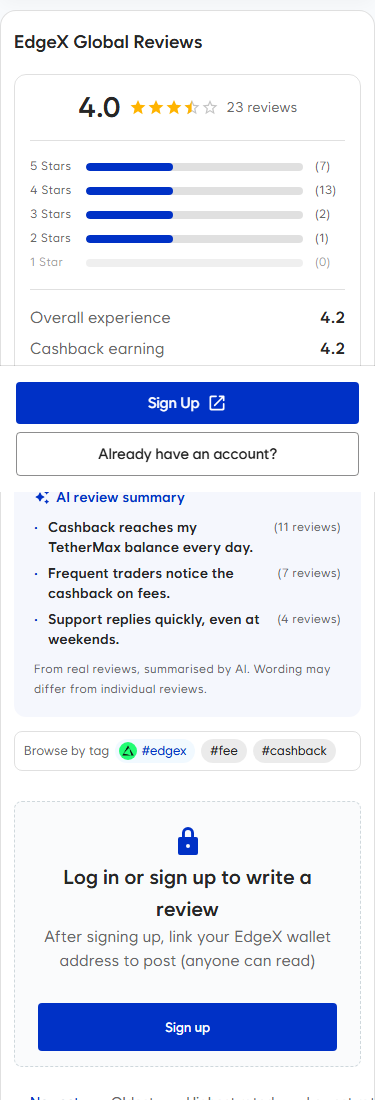 EdgeX Global Reviews
4.0 23 reviews
5 Stars (7)
4 Stars (13)
3 Stars (2)
2 Stars (1)
1 Star (0)
Overall experience 4.2
Cashback earning 4.2
Sign Up
Already have an account?
AI review summary
· Cashback reaches my (11 reviews)
TetherMax balance every day.
· Frequent traders notice the (7 reviews)
cashback on fees.
· Support replies quickly, even at (4 reviews)
weekends.
From real reviews, summarised by AI. Wording may
differ from individual reviews.
Browse by tag #edgex #fee #cashback
Log in or sign up to write a
review
After signing up, link your EdgeX wallet
address to post (anyone can read)
Sign up